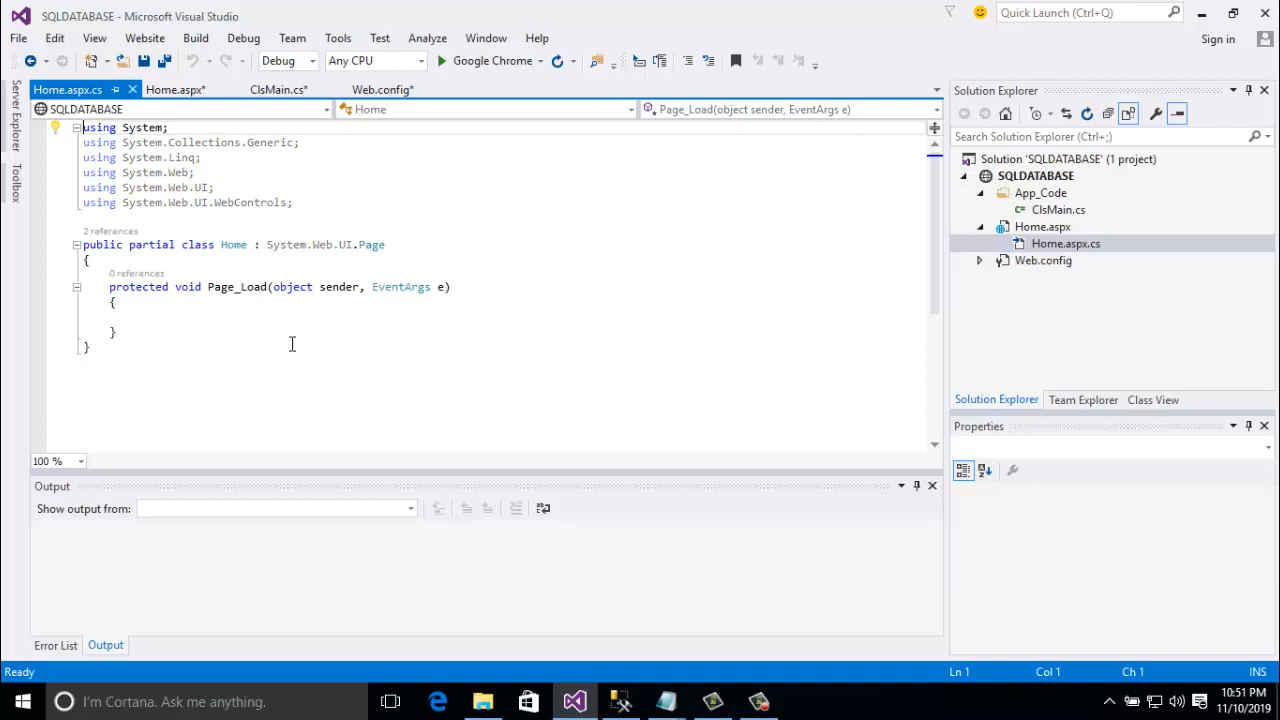 SQLDATABASE - Microsoft Visual Studio
Quick Launch (Ctrl+Q)
File Edit View Website Build Debug Team Tools Test Analyze Window Help
Sign in
Debug Any CPU Google Chrome
Server Explorer
Toolbox
Home.aspx.cs Home.aspx* ClsMain.cs* Web.config*
SQLDATABASE Home Page_Load(object sender, EventArgs e)
using System;
using System.Collections.Generic;
using System.Linq;
using System.Web;
using System.Web.UI;
using System.Web.UI.WebControls;
2 references
public partial class Home : System.Web.UI.Page
{
0 references
protected void Page_Load(object sender, EventArgs e)
{
}
}
100 %
Output
Show output from:
Error List Output
Solution Explorer
Search Solution Explorer (Ctrl+;)
Solution 'SQLDATABASE' (1 project)
SQLDATABASE
App_Code
ClsMain.cs
Home.aspx
Home.aspx.cs
Web.config
Solution Explorer Team Explorer Class View
Properties
Ready Ln 1 Col 1 Ch 1 INS
I'm Cortana. Ask me anything.
10:51 PM
11/10/2019